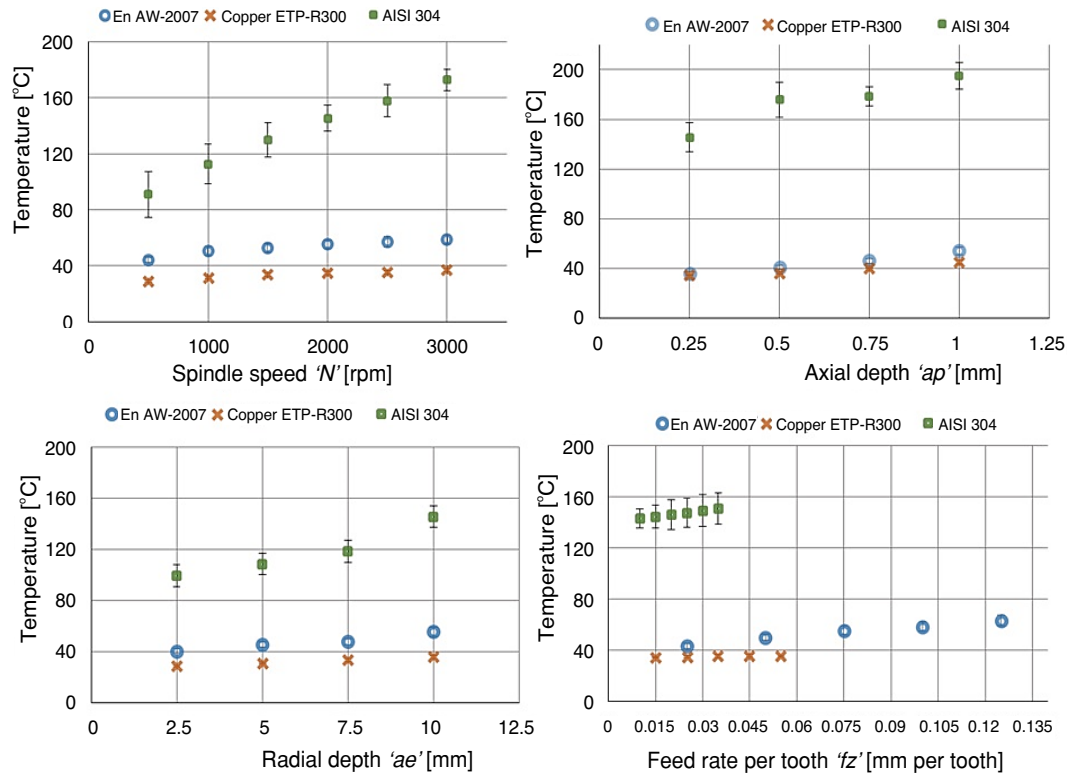 En AW-2007 Copper ETP-R300 AISI 304
Temperature [°C]
200
160
120
80
40
0
0 1000 2000 3000
Spindle speed ‘N’ [rpm]
En AW-2007 Copper ETP-R300 AISI 304
Temperature [°C]
200
160
120
80
40
0
0 0.25 0.5 0.75 1 1.25
Axial depth ‘ap’ [mm]
En AW-2007 Copper ETP-R300 AISI 304
Temperature [°C]
200
160
120
80
40
0
0 2.5 5 7.5 10 12.5
Radial depth ‘ae’ [mm]
En AW-2007 Copper ETP-R300 AISI 304
Temperature [°C]
200
160
120
80
40
0
0 0.015 0.03 0.045 0.06 0.075 0.09 0.105 0.12 0.135
Feed rate per tooth ‘fz’ [mm per tooth]